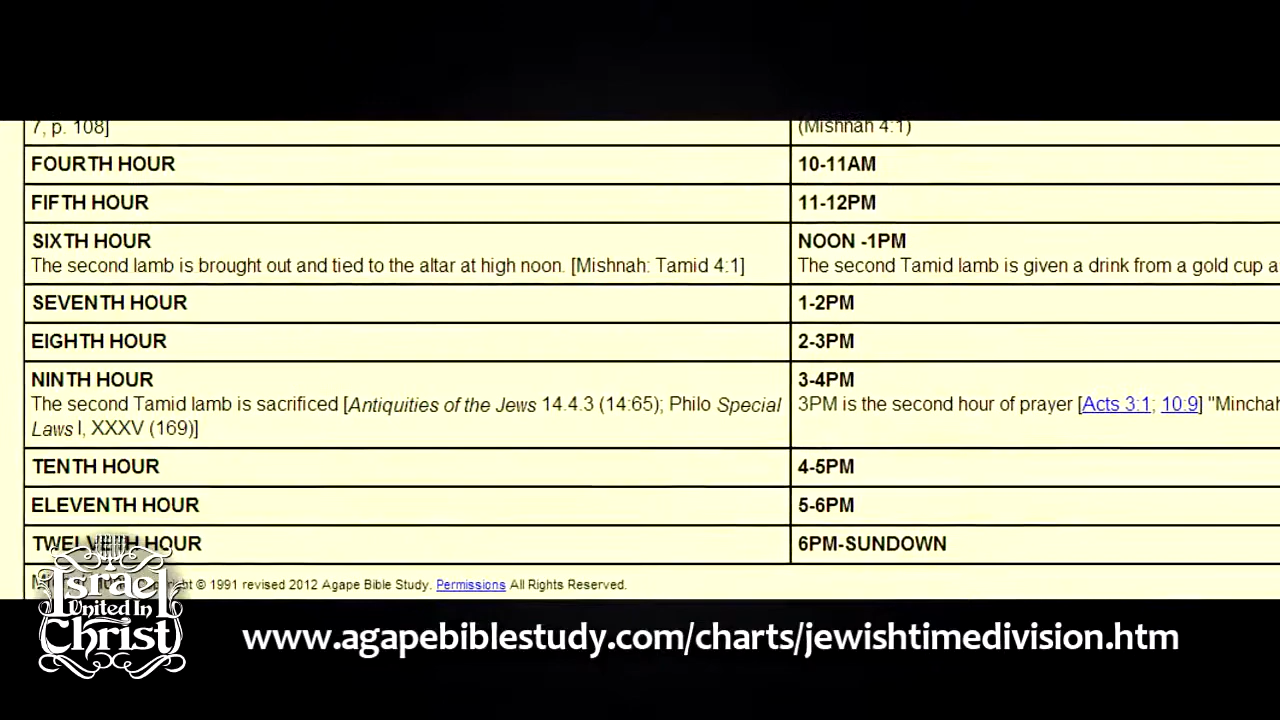 7, p. 108]
(Mishnah 4:1)
FOURTH HOUR
10-11AM
FIFTH HOUR
11-12PM
SIXTH HOUR
The second lamb is brought out and tied to the altar at high noon. [Mishnah: Tamid 4:1]
NOON -1PM
The second Tamid lamb is given a drink from a gold cup a
SEVENTH HOUR
1-2PM
EIGHTH HOUR
2-3PM
NINTH HOUR
The second Tamid lamb is sacrificed [Antiquities of the Jews 14.4.3 (14:65); Philo Special
Laws I, XXXV (169)]
3-4PM
3PM is the second hour of prayer [Acts 3:1; 10:9] "Minchah
TENTH HOUR
4-5PM
ELEVENTH HOUR
5-6PM
TWELVETH HOUR
6PM-SUNDOWN
© 1991 revised 2012 Agape Bible Study. Permissions All Rights Reserved.
Israel
United In
Christ
www.agapebiblestudy.com/charts/jewishtimedivision.htm